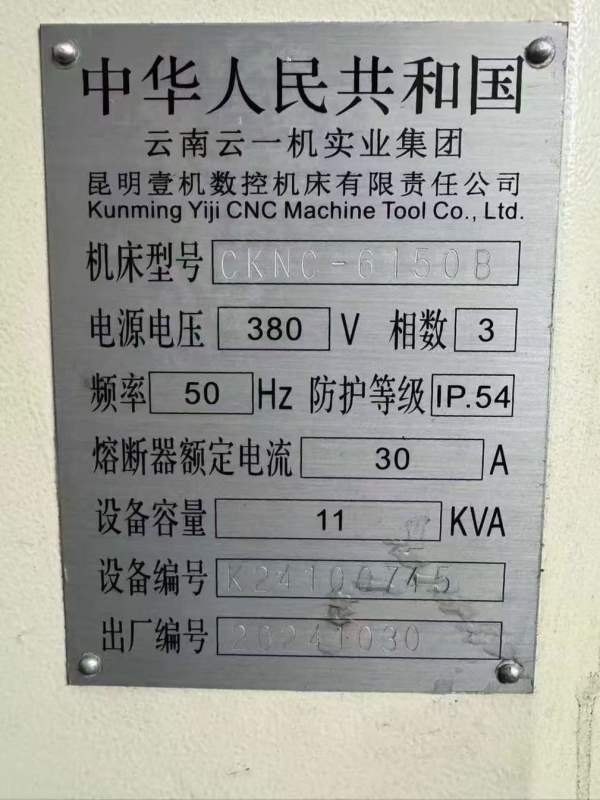 中华人民共和国
云南云一机实业集团
昆明壹机数控机床有限责任公司
Kunming Yiji CNC Machine Tool Co., Ltd.
机床型号 CKNC-6150B
电源电压 380 V 相数 3
频率 50 Hz 防护等级 IP.54
熔断器额定电流 30 A
设备容量 11 KVA
设备编号 K24100745
出厂编号 20241030